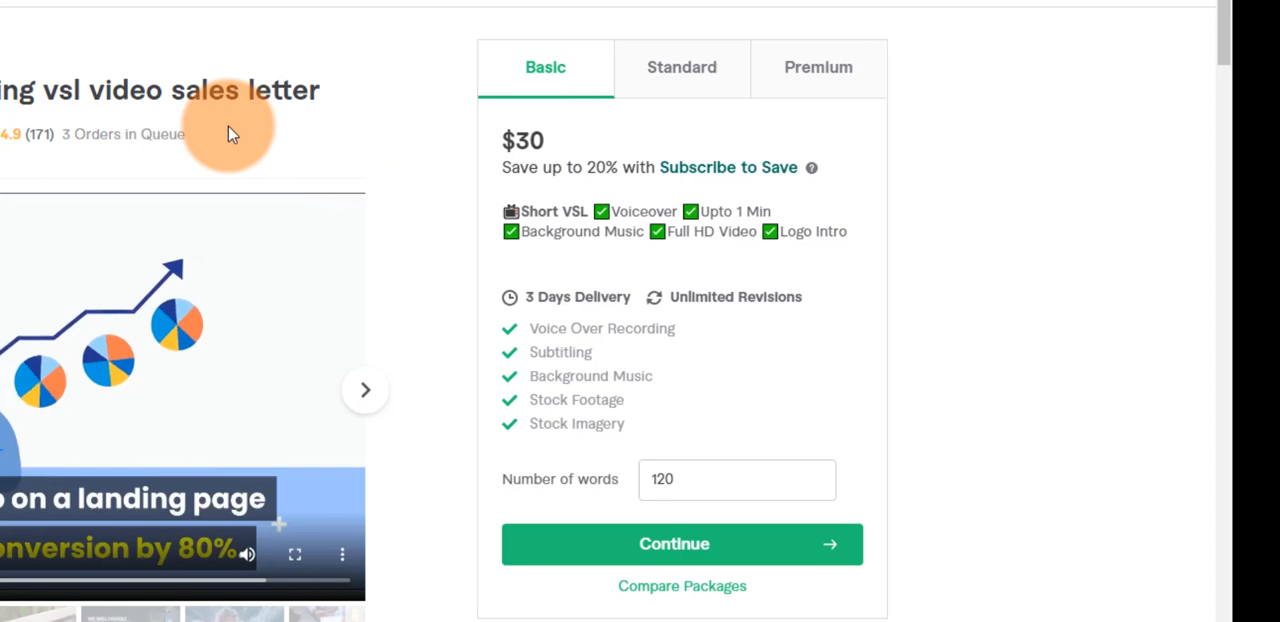 Basic Standard Premium
ing vsl video sales letter
4.9 (171) 3 Orders in Queue
$30
Save up to 20% with Subscribe to Save
Short VSL ✅Voiceover ✅Upto 1 Min
✅Background Music ✅Full HD Video ✅Logo Intro
3 Days Delivery Unlimited Revisions
Voice Over Recording
Subtitling
Background Music
Stock Footage
Stock Imagery
Number of words 120
Continue
Compare Packages
on a landing page
onversion by 80%